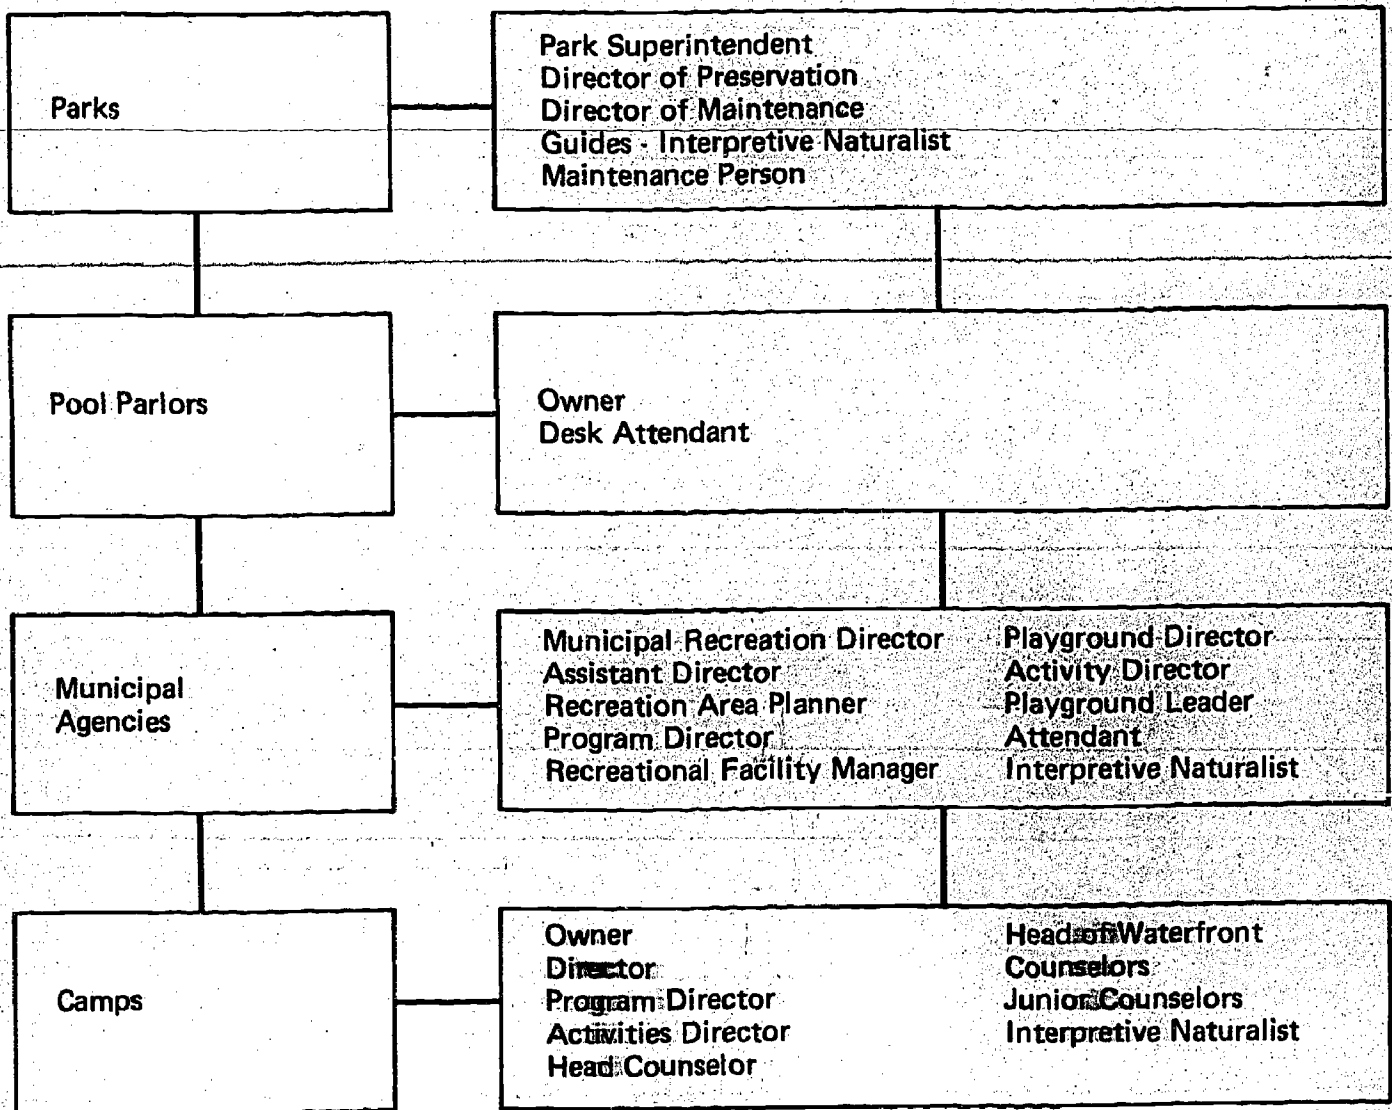 Parks
Park Superintendent
Director of Preservation
Director of Maintenance
Guides - Interpretive Naturalist
Maintenance Person
Pool Parlors
Owner
Desk Attendant
Municipal
Agencies
Municipal Recreation Director
Assistant Director
Recreation Area Planner
Program Director
Recreational Facility Manager
Playground Director
Activity Director
Playground Leader
Attendant
Interpretive Naturalist
Camps
Owner
Director
Program Director
Activities Director
Head Counselor
Head of Waterfront
Counselors
Junior Counselors
Interpretive Naturalist